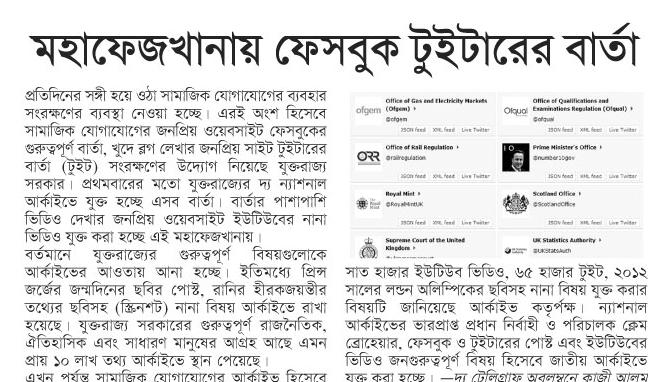 মহাফেজখানায় ফেসবুক টুইটারের বার্তা
প্রতিদিনের সঙ্গী হয়ে ওঠা সামাজিক যোগাযোগের ব্যবহার
সংরক্ষণের ব্যবস্থা নেওয়া হচ্ছে। এরই অংশ হিসেবে
সামাজিক যোগাযোগের জনপ্রিয় ওয়েবসাইট ফেসবুকের
গুরুত্বপূর্ণ বার্তা, খুদে ব্লগ লেখার জনপ্রিয় সাইট টুইটারের
বার্তা (টুইট) সংরক্ষণের উদ্যোগ নিয়েছে যুক্তরাজ্য
সরকার। প্রথমবারের মতো যুক্তরাজ্যের দ্য ন্যাশনাল
আর্কাইভে যুক্ত হচ্ছে এসব বার্তা। বার্তার পাশাপাশি
ভিডিও দেখার জনপ্রিয় ওয়েবসাইট ইউটিউবের নানা
ভিডিও যুক্ত করা হচ্ছে এই মহাফেজখানায়।
বর্তমানে যুক্তরাজ্যের গুরুত্বপূর্ণ বিষয়গুলোকে
আর্কাইভের আওতায় আনা হচ্ছে। ইতিমধ্যে প্রিন্স
জর্জের জন্মদিনের ছবির পোস্ট, রানির হীরকজয়ন্তীর
তথ্যের ছবিসহ (স্ক্রিনশট) নানা বিষয় আর্কাইভে রাখা
হয়েছে। যুক্তরাজ্য সরকারের গুরুত্বপূর্ণ রাজনৈতিক,
ঐতিহাসিক এবং সাধারণ মানুষের আগ্রহ আছে এমন
প্রায় ১০ লাখ তথ্য আর্কাইভে স্থান পেয়েছে।
এখন পর্যন্ত সামাজিক যোগাযোগের আর্কাইভ হিসেবে
ofgem
Office of Gas and Electricity Markets
(Ofgem)
@ofgem
JSON feed XML feed Live Twitter
Ofqual
Office of Qualifications and
Examinations Regulation (Ofqual)
@ofqual
JSON feed XML feed Live Twitter
ORR
Office of Rail Regulation
@railregulation
JSON feed XML feed Live Twitter
10
Prime Minister's Office
@number10gov
JSON feed XML feed Live Twitter
Royal Mint
@RoyalMintUK
JSON feed XML feed Live Twitter
Scotland Office
@ScotlandOffice
JSON feed XML feed Live Twitter
Supreme Court of the United
Kingdom
UK Statistics Authority
@UKStatsAuth
সাত হাজার ইউটিউব ভিডিও, ৬৫ হাজার টুইট, ২০১২
সালের লন্ডন অলিম্পিকের ছবিসহ নানা বিষয় যুক্ত করার
বিষয়টি জানিয়েছে আর্কাইভ কতৃর্পক্ষ। ন্যাশনাল
আর্কাইভের ভারপ্রাপ্ত প্রধান নির্বাহী ও পরিচালক ক্লেম
ব্রোহেয়ার, ফেসবুক ও টুইটারের পোস্ট এবং ইউটিউবের
ভিডিও জনগুরুত্বপূর্ণ বিষয় হিসেবে জাতীয় আর্কাইভে
যুক্ত করা হচ্ছে। —দ্য টেলিগ্রাফ অবলম্বনে কাজী আলম